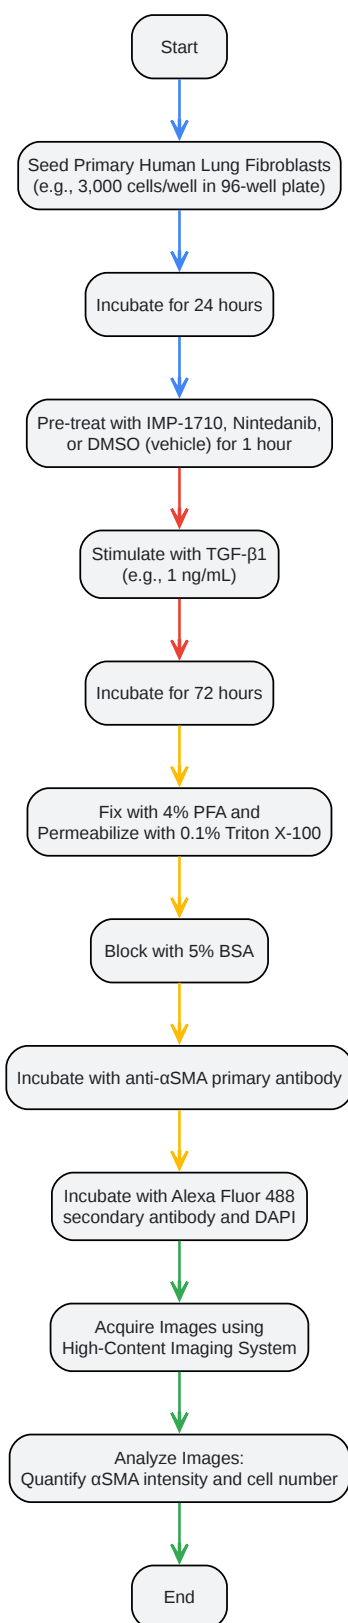 Start
Seed Primary Human Lung Fibroblasts
(e.g., 3,000 cells/well in 96-well plate)
Incubate for 24 hours
Pre-treat with IMP-1710, Nintedanib,
or DMSO (vehicle) for 1 hour
Stimulate with TGF-β1
(e.g., 1 ng/mL)
Incubate for 72 hours
Fix with 4% PFA and
Permeabilize with 0.1% Triton X-100
Block with 5% BSA
Incubate with anti-αSMA primary antibody
Incubate with Alexa Fluor 488
secondary antibody and DAPI
Acquire Images using
High-Content Imaging System
Analyze Images:
Quantify αSMA intensity and cell number
End